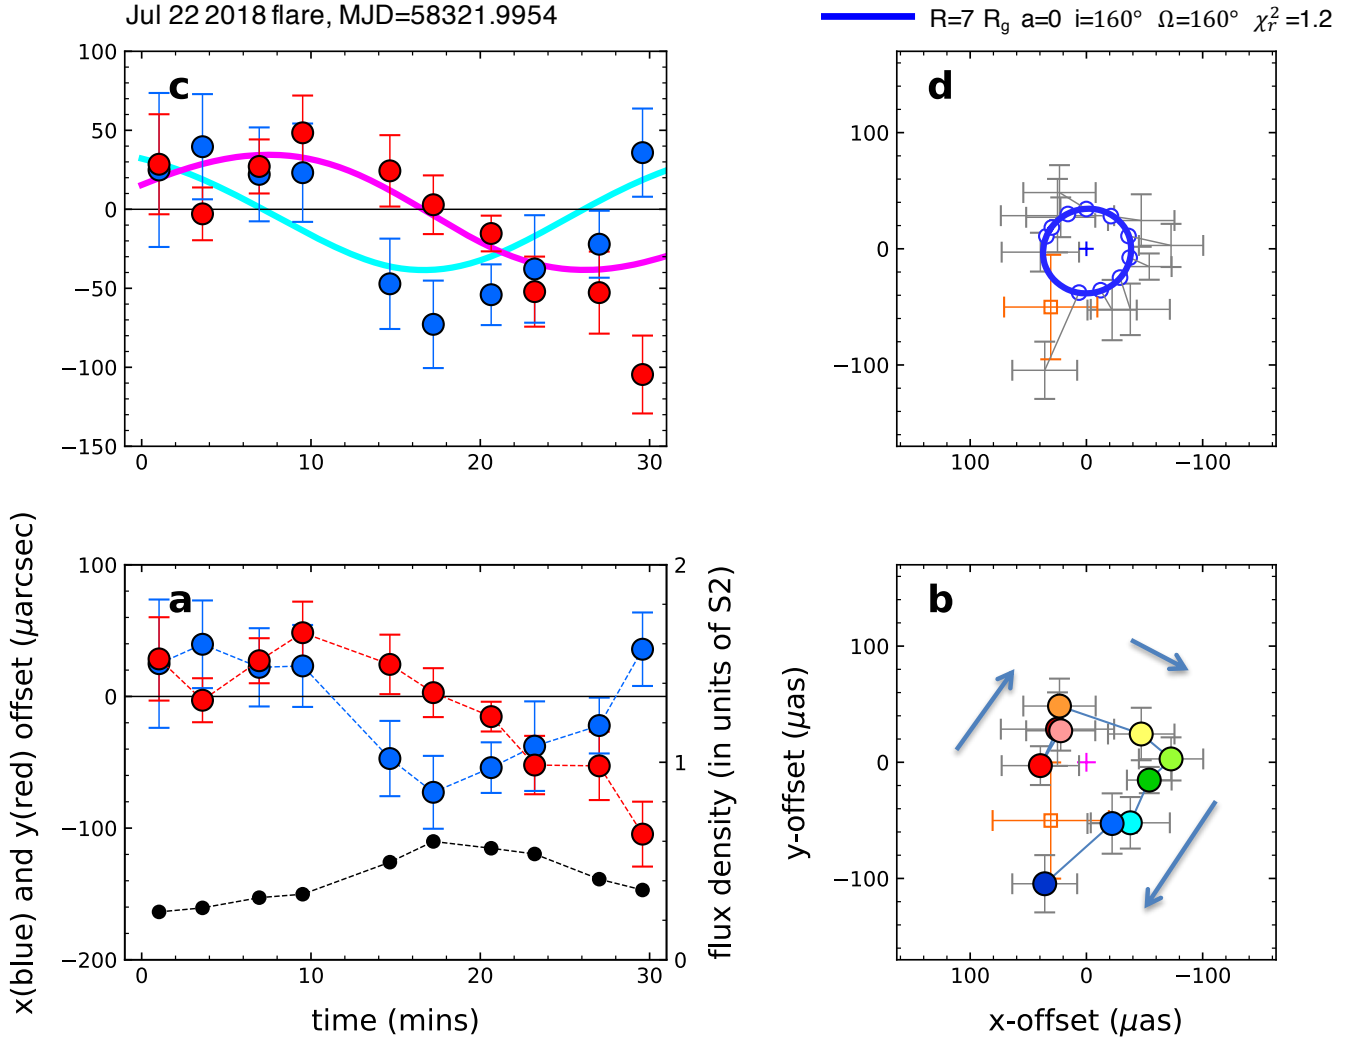 Jul 22 2018 flare, MJD=58321.9954
R=7 R_g a=0 i=160° Ω=160° χ_r^2 =1.2
c
100
50
0
−50
−100
−150
0 10 20 30
d
100
0
−100
100 0 −100
x(blue) and y(red) offset (μarcsec)
a
100
0
−100
−200
0 10 20 30
time (mins)
2
1
0
flux density (in units of S2)
b
y-offset (μas)
100
0
−100
100 0 −100
x-offset (μas)